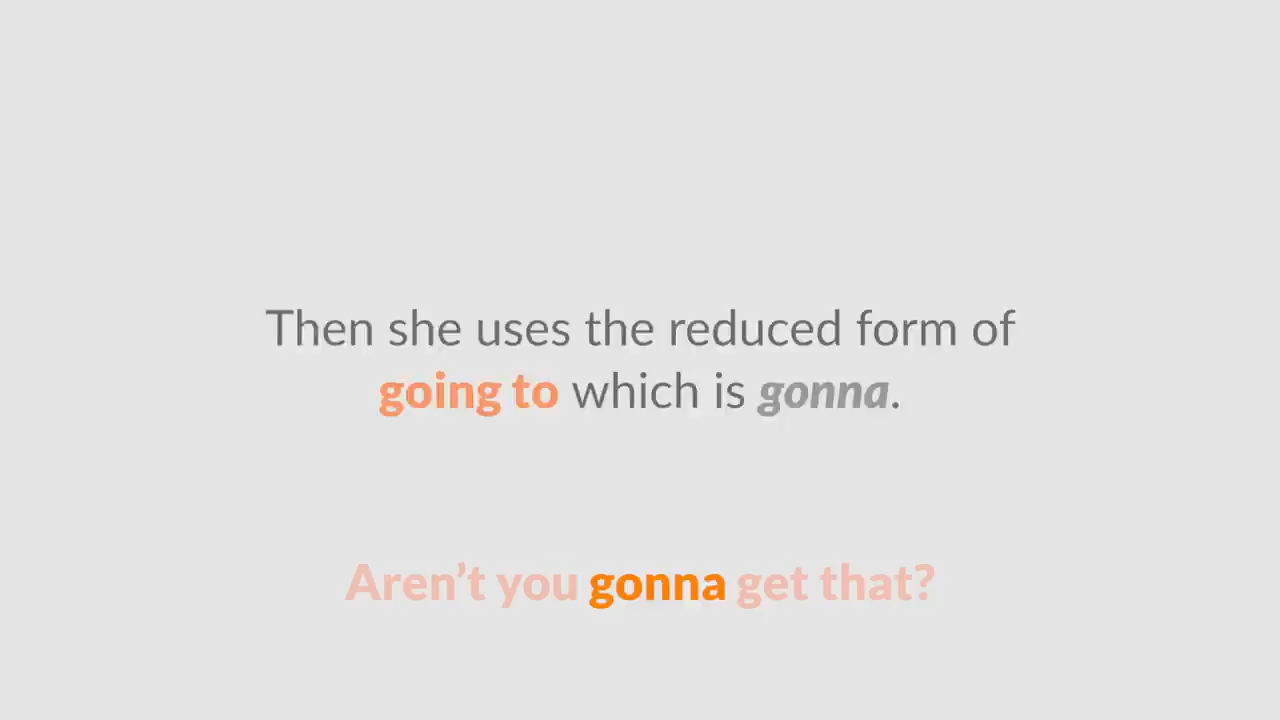 Then she uses the reduced form of
going to which is gonna.
Aren’t you gonna get that?